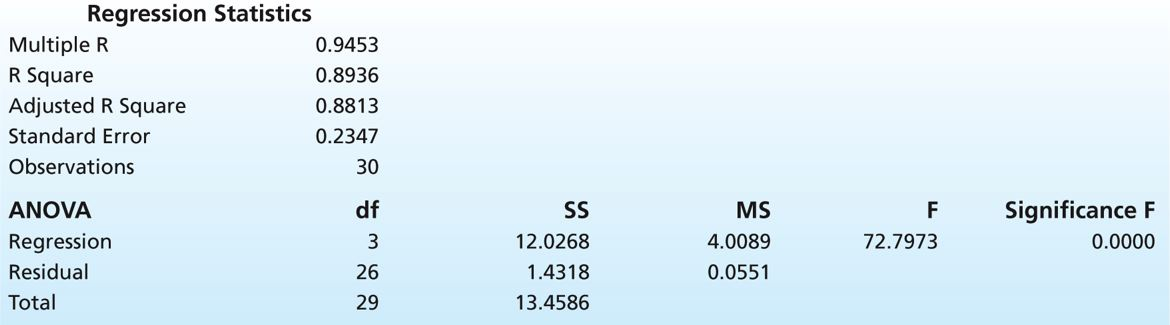 Regression Statistics
Multiple R 0.9453
R Square 0.8936
Adjusted R Square 0.8813
Standard Error 0.2347
Observations 30
ANOVA df SS MS F Significance F
Regression 3 12.0268 4.0089 72.7973 0.0000
Residual 26 1.4318 0.0551
Total 29 13.4586